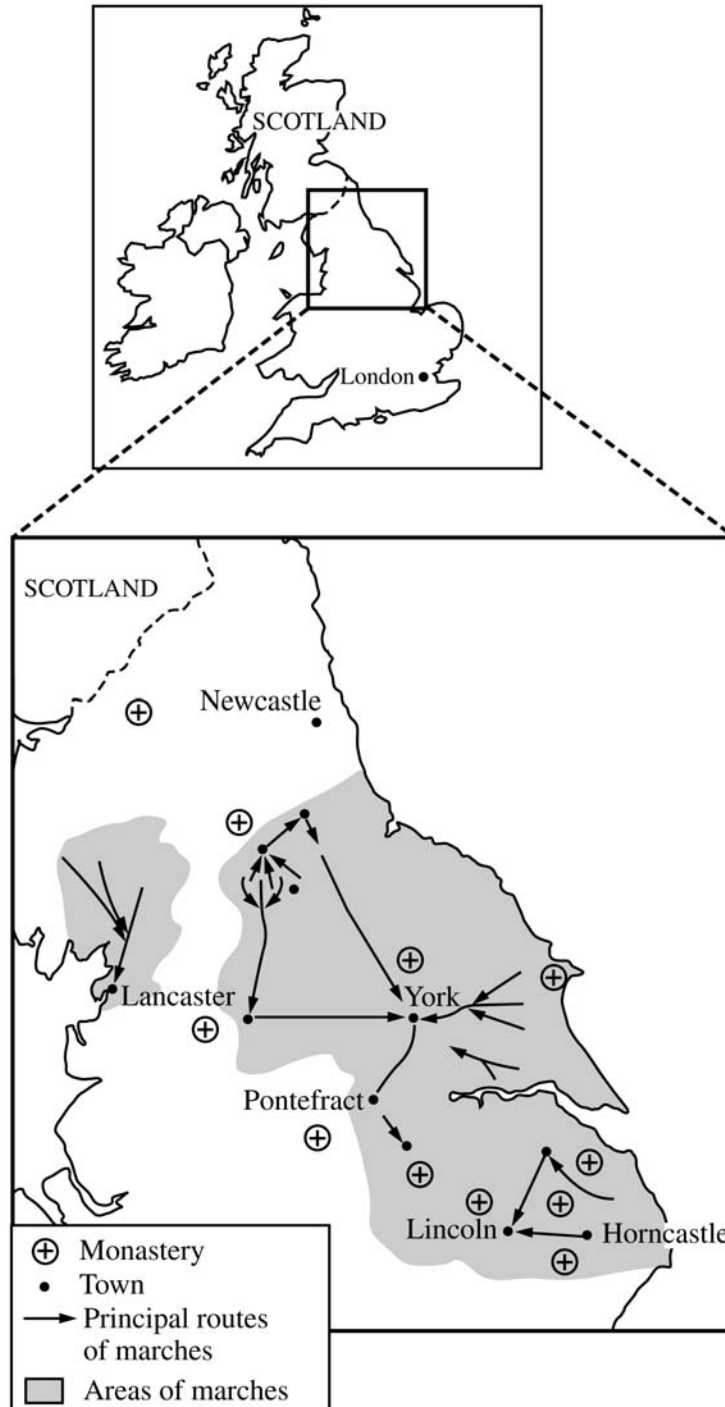 SCOTLAND
London
SCOTLAND
Newcastle
Lancaster
York
Pontefract
Lincoln
Horncastle
Monastery
Town
Principal routes
of marches
Areas of marches